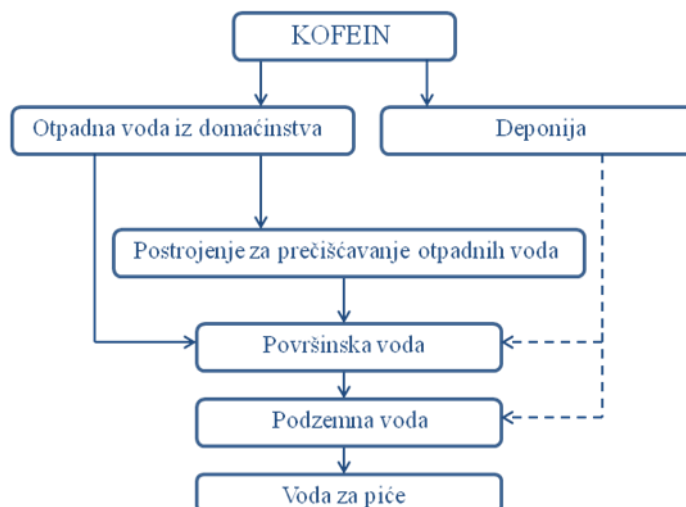 KOFEIN
Otpadna voda iz domaćinstva
Deponija
Postrojenje za prečišćavanje otpadnih voda
Površinska voda
Podzemna voda
Voda za piće